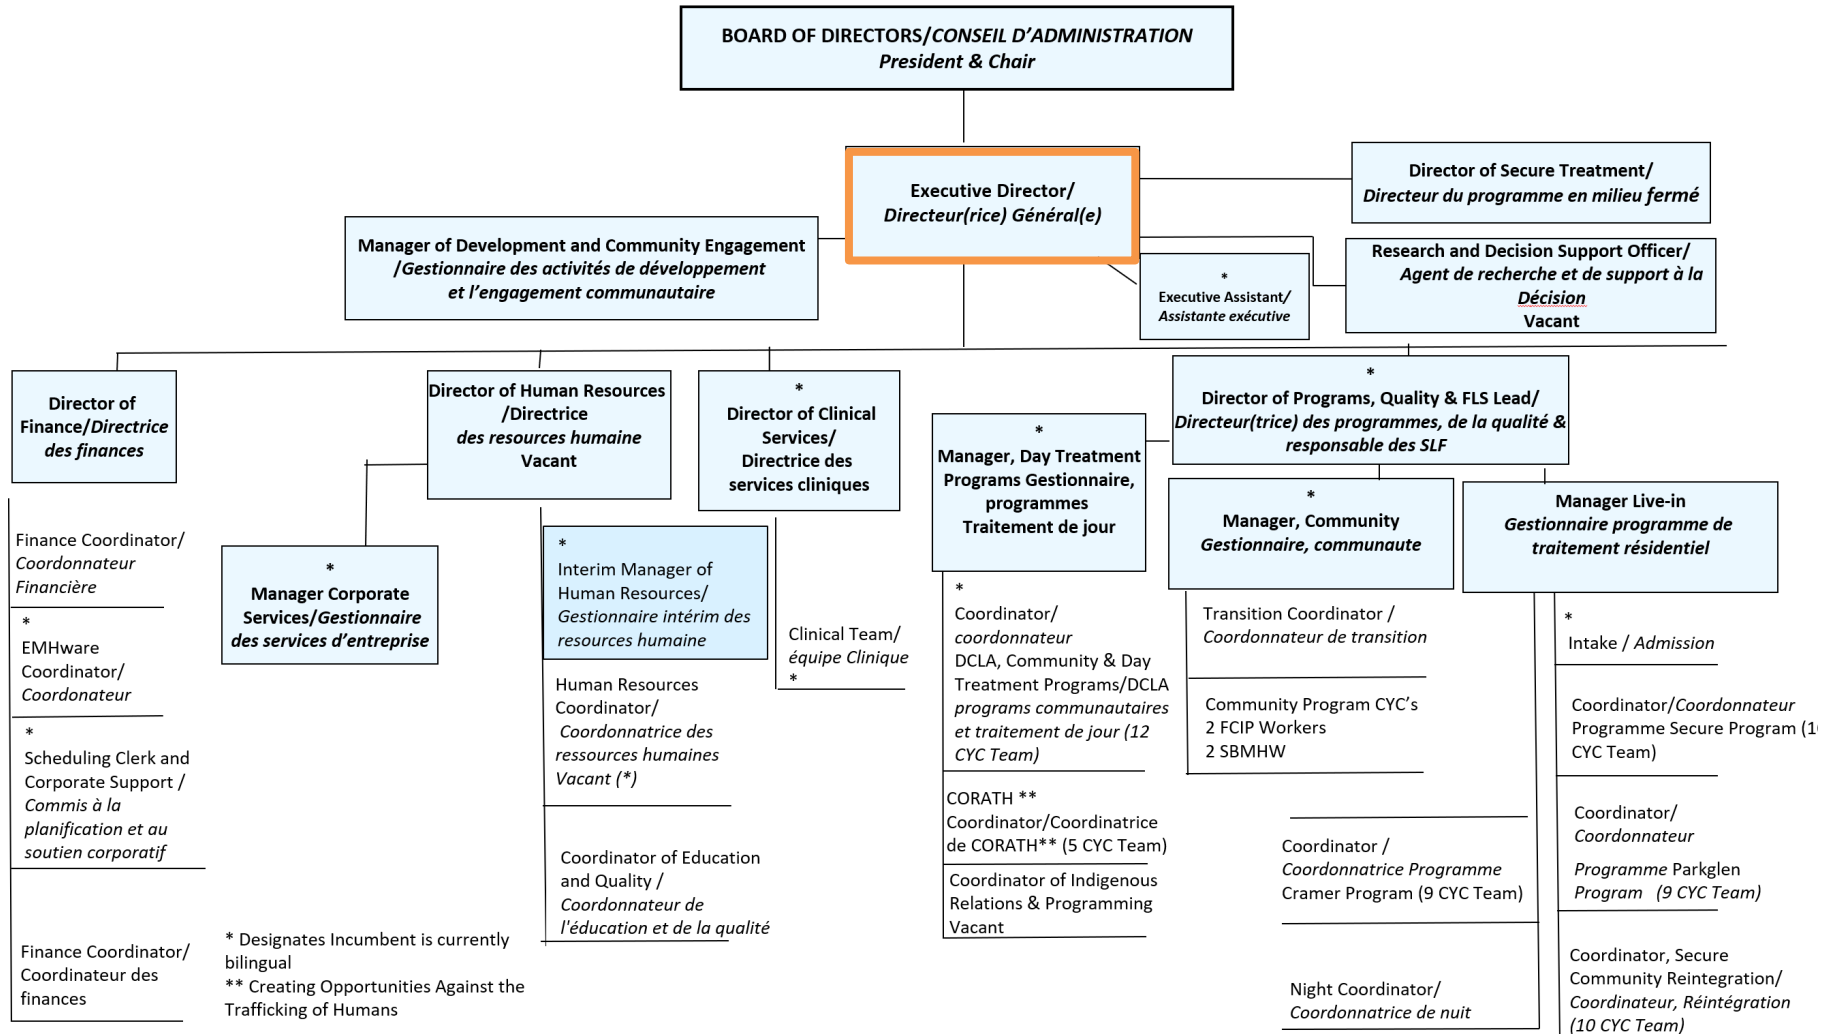 BOARD OF DIRECTORS/CONSEIL D'ADMINISTRATION
President & Chair
Executive Director/
Directeur(rice) Général(e)
Director of Secure Treatment/
Directeur du programme en milieu fermé
Manager of Development and Community Engagement
/Gestionnaire des activités de développement
et l'engagement communautaire
*
Executive Assistant/
Assistante exécutive
Research and Decision Support Officer/
Agent de recherche et de support à la
Décision
Vacant
Director of
Finance/Directrice
des finances
Finance Coordinator/
Coordonnateur
Financière
*
EMHware
Coordinator/
Coordonateur
*
Scheduling Clerk and
Corporate Support /
Commis à la
planification et au
soutien corporatif
Finance Coordinator/
Coordinateur des
finances
Director of Human Resources
/Directrice
des resources humaine
Vacant
*
Manager Corporate
Services/Gestionnaire
des services d'entreprise
*
Interim Manager of
Human Resources/
Gestionnaire intérim des
resources humaine
Human Resources
Coordinator/
Coordonnatrice des
ressources humaines
Vacant (*)
Coordinator of Education
and Quality /
Coordonnateur de
l'éducation et de la qualité
*
Director of Clinical
Services/
Directrice des
services cliniques
Clinical Team/
équipe Clinique
*
*
Director of Programs, Quality & FLS Lead/
Directeur(trice) des programmes, de la qualité &
responsable des SLF
*
Manager, Day Treatment
Programs Gestionnaire,
programmes
Traitement de jour
*
Coordinator/
coordonnateur
DCLA, Community & Day
Treatment Programs/DCLA
programs communautaires
et traitement de jour (12
CYC Team)
CORATH **
Coordinator/Coordinatrice
de CORATH** (5 CYC Team)
Coordinator of Indigenous
Relations & Programming
Vacant
*
Manager, Community
Gestionnaire, communaute
Transition Coordinator /
Coordonnateur de transition
Community Program CYC's
2 FCIP Workers
2 SBMHW
Manager Live-in
Gestionnaire programme de
traitement résidentiel
Coordinator /
Coordonnatrice Programme
Cramer Program (9 CYC Team)
Night Coordinator/
Coordonnatrice de nuit
*
Intake / Admission
Coordinator/Coordonnateur
Programme Secure Program (1
CYC Team)
Coordinator/
Coordonnateur
Programme Parkglen
Program (9 CYC Team)
Coordinator, Secure
Community Reintegration/
Coordinateur, Réintégration
(10 CYC Team)
* Designates Incumbent is currently
bilingual
** Creating Opportunities Against the
Trafficking of Humans